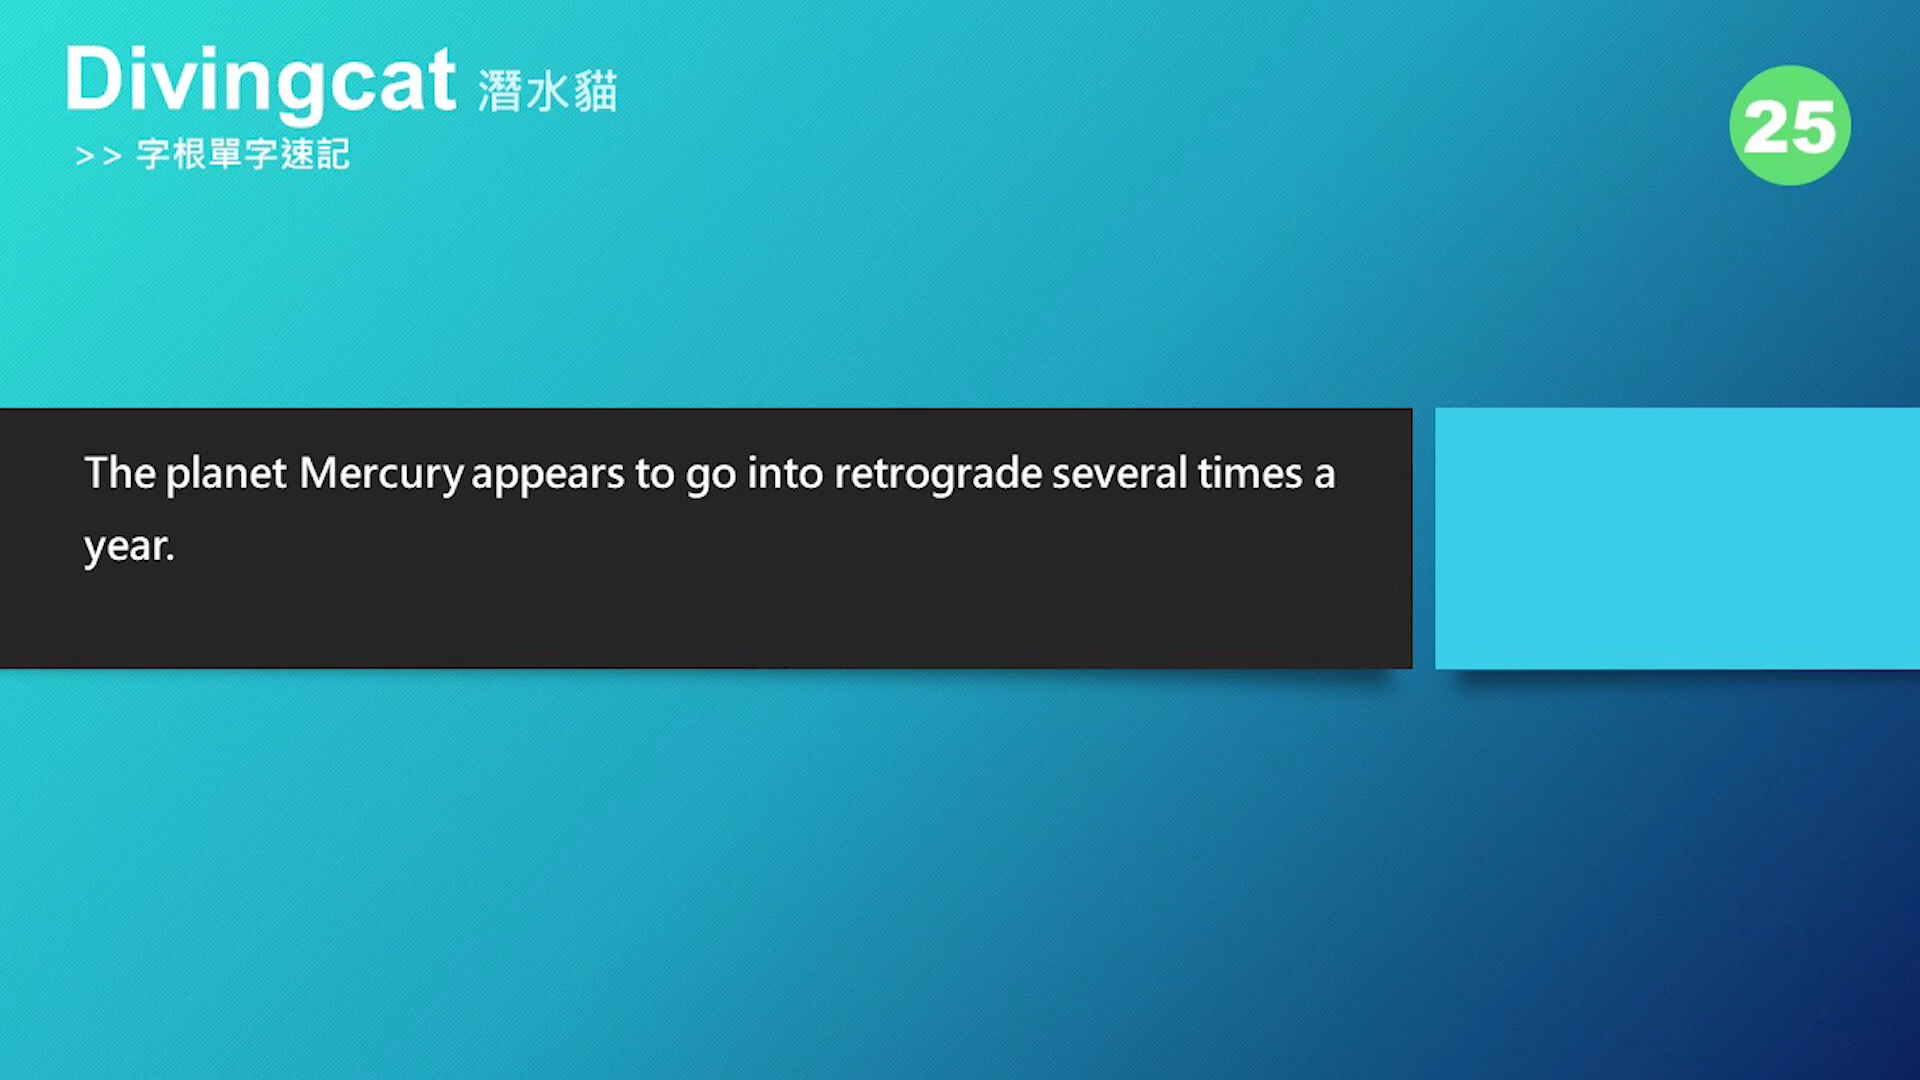 Divingcat 潛水貓
>> 字根單字速記
25
The planet Mercury appears to go into retrograde several times a
year.